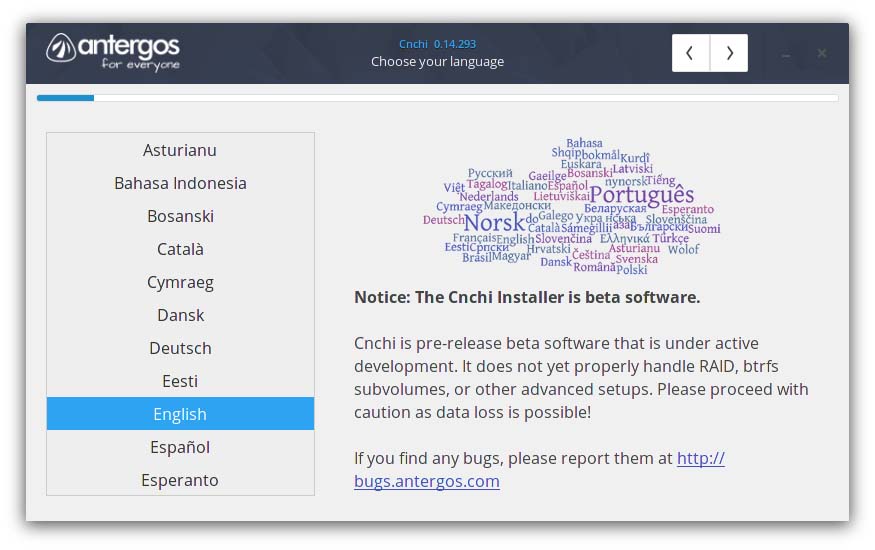 antergos
for everyone
Cnchi 0.14.293
Choose your language
Asturianu
Bahasa Indonesia
Bosanski
Català
Cymraeg
Dansk
Deutsch
Eesti
English
Español
Esperanto
Bahasa
Shqip bokmål Kurdî
Euskara
Latviski
Русский Gaeilge Bosanski
nynorsk Tiếng
Việt Tagalog Italiano Español
Português
Nederlands Lietuviškai
Cymraeg Македонски Беларуская Esperanto
Deutsch Norsk do Galego Українська Slovenščina
Català Sámegillii азы Български Suomi
Français English Slovenčina Ελληνικά Türkçe
Eesti Српски Hrvatski Asturianu Wolof
Brasil Magyar Čeština Svenska
Dansk Română Polski
Notice: The Cnchi Installer is beta software.
Cnchi is pre-release beta software that is under active
development. It does not yet properly handle RAID, btrfs
subvolumes, or other advanced setups. Please proceed with
caution as data loss is possible!
If you find any bugs, please report them at http://
bugs.antergos.com